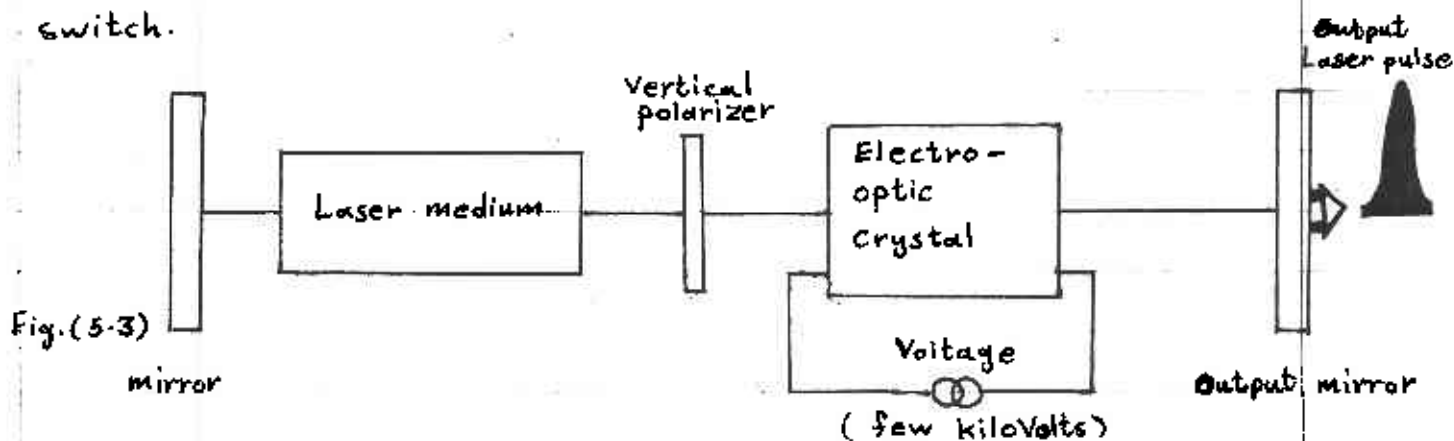 switch.
Output
Laser pulse
Vertical
polarizer
Electro-
optic
Crystal
Laser medium
Fig.(5-3)
mirror
Voltage
Output mirror
( few kiloVolts)